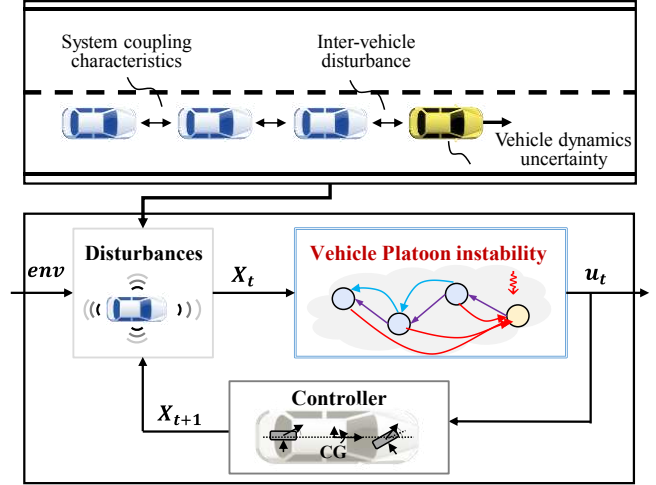 System coupling
characteristics
Inter-vehicle
disturbance
Vehicle dynamics
uncertainty
Disturbances
Vehicle Platoon instability
env
X_t
u_t
X_{t+1}
Controller
CG